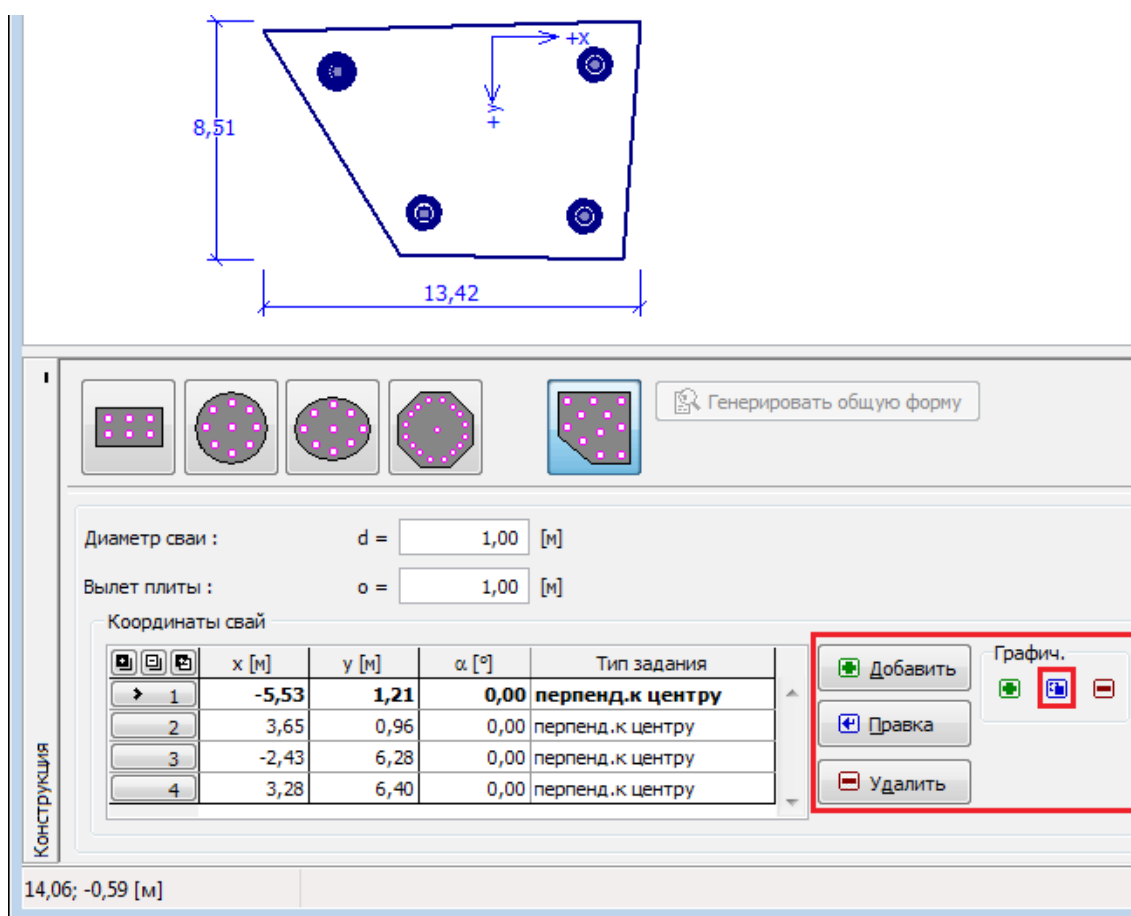 +x
+y
8,51
13,42
Генерировать общую форму
Диаметр сваи : d = 1,00 [м]
Вылет плиты : o = 1,00 [м]
Координаты свай
x [м] y [м] α [°] Тип задания
1 -5,53 1,21 0,00 перпенд.к центру
2 3,65 0,96 0,00 перпенд.к центру
3 -2,43 6,28 0,00 перпенд.к центру
4 3,28 6,40 0,00 перпенд.к центру
Добавить
Правка
Удалить
Графич.
Конструкция
14,06; -0,59 [м]